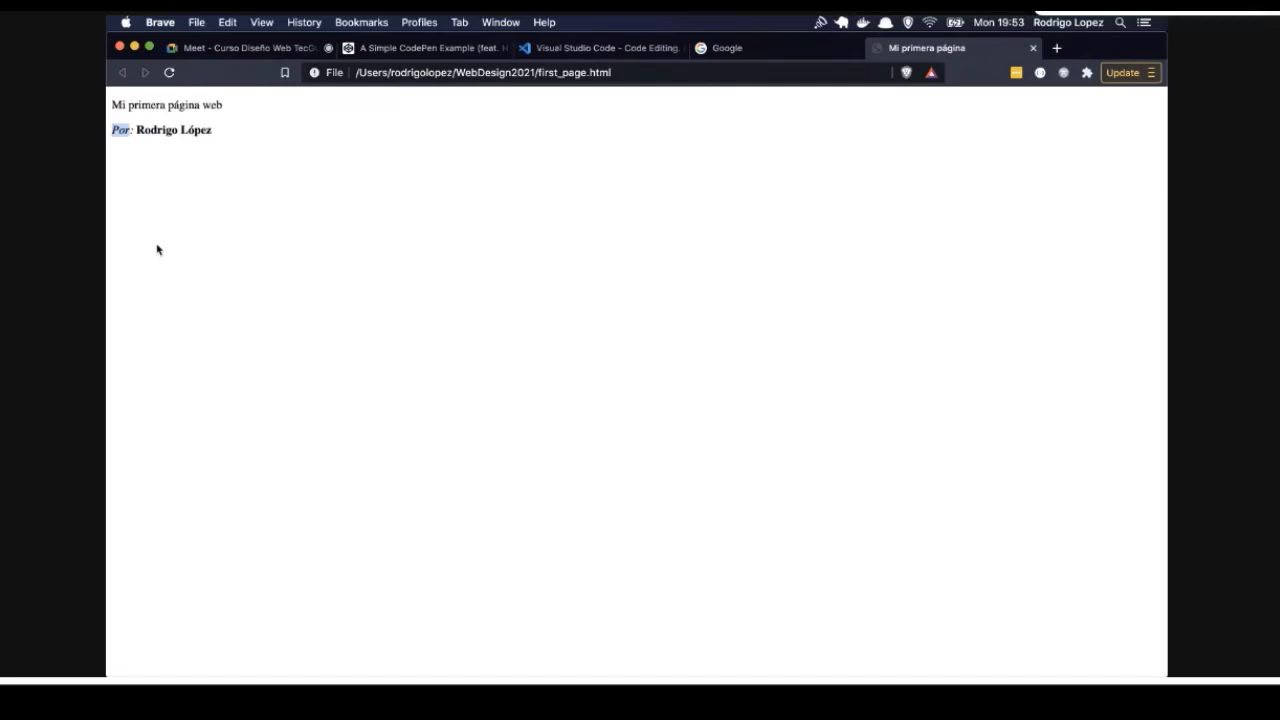 Brave File Edit View History Bookmarks Profiles Tab Window Help Mon 19:53 Rodrigo Lopez
Meet - Curso Diseño Web TecG A Simple CodePen Example (feat. H Visual Studio Code - Code Editing. Google Mi primera página
File /Users/rodrigolopez/WebDesign2021/first_page.html Update
Mi primera página web
Por: Rodrigo López